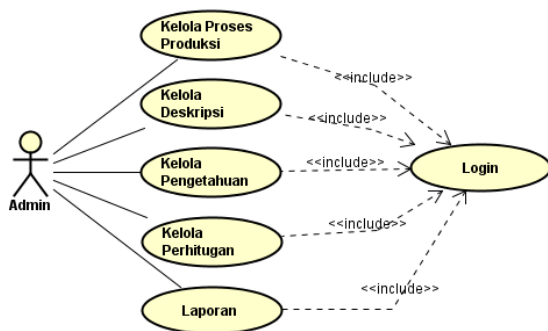 Kelola Proses
Produksi
<<include>>
Kelola
Deskripsi
<<include>>
Admin
Kelola
Pengetahuan
<<include>>
Login
Kelola
Perhitugan
<<include>>
Laporan
<<include>>